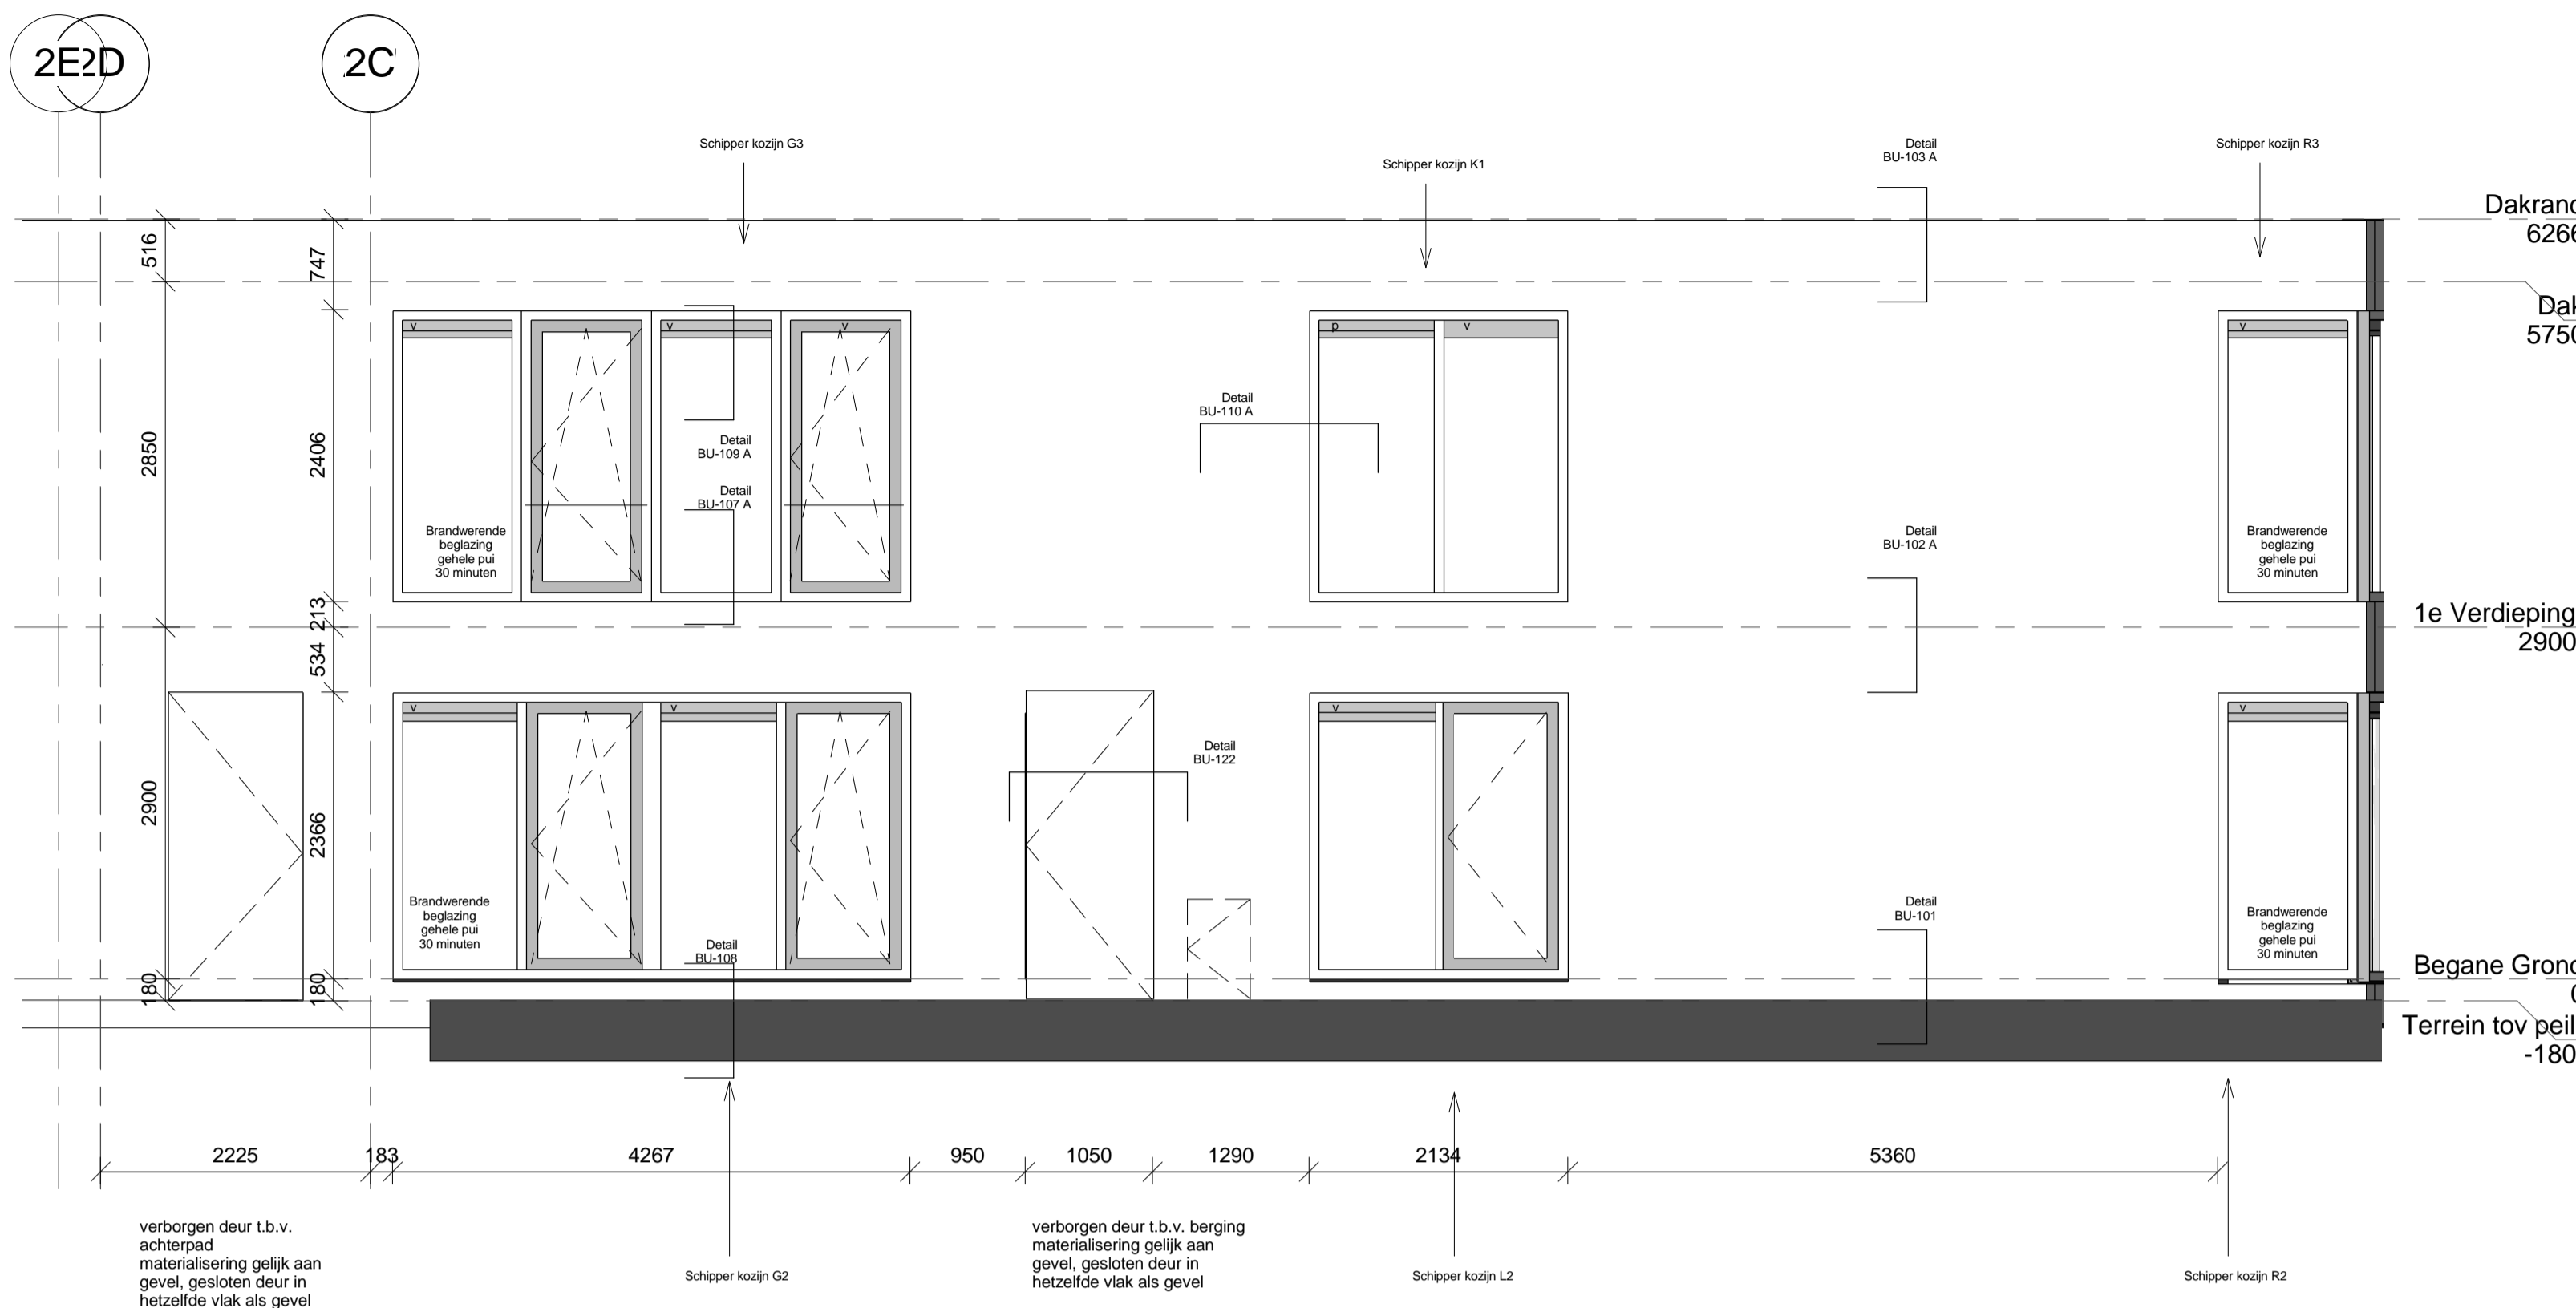 2E
2D
2C
Schipper kozijn G3
Schipper kozijn K1
Detail
BU-103 A
Schipper kozijn R3
Dakrand
6266
516
747
Dak
5750
v
v
v
p
v
v
Detail
BU-110 A
2850
2406
Detail
BU-109 A
Detail
BU-107 A
Brandwerende
beglazing
gehele pui
30 minuten
Detail
BU-102 A
Brandwerende
beglazing
gehele pui
30 minuten
213
1e Verdieping
2900
534
v
v
v
v
Detail
BU-122
2900
2366
Brandwerende
beglazing
gehele pui
30 minuten
Detail
BU-108
Detail
BU-101
Brandwerende
beglazing
gehele pui
30 minuten
Begane Grond
0
180
180
Terrein tov peil
-180
2225
183
4267
950
1050
1290
2134
5360
verborgen deur t.b.v.
achterpad
materialisering gelijk aan
gevel, gesloten deur in
hetzelfde vlak als gevel
Schipper kozijn G2
verborgen deur t.b.v. berging
materialisering gelijk aan
gevel, gesloten deur in
hetzelfde vlak als gevel
Schipper kozijn L2
Schipper kozijn R2